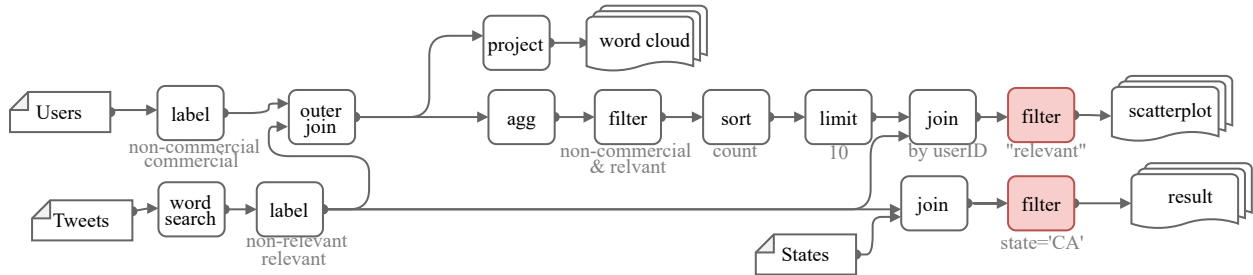 project
word cloud
Users
label
non-commercial
commercial
outer
join
agg
filter
non-commercial
& relvant
sort
count
limit
10
join
by userID
filter
"relevant"
scatterplot
Tweets
word
search
label
non-relevant
relevant
join
filter
state='CA'
result
States